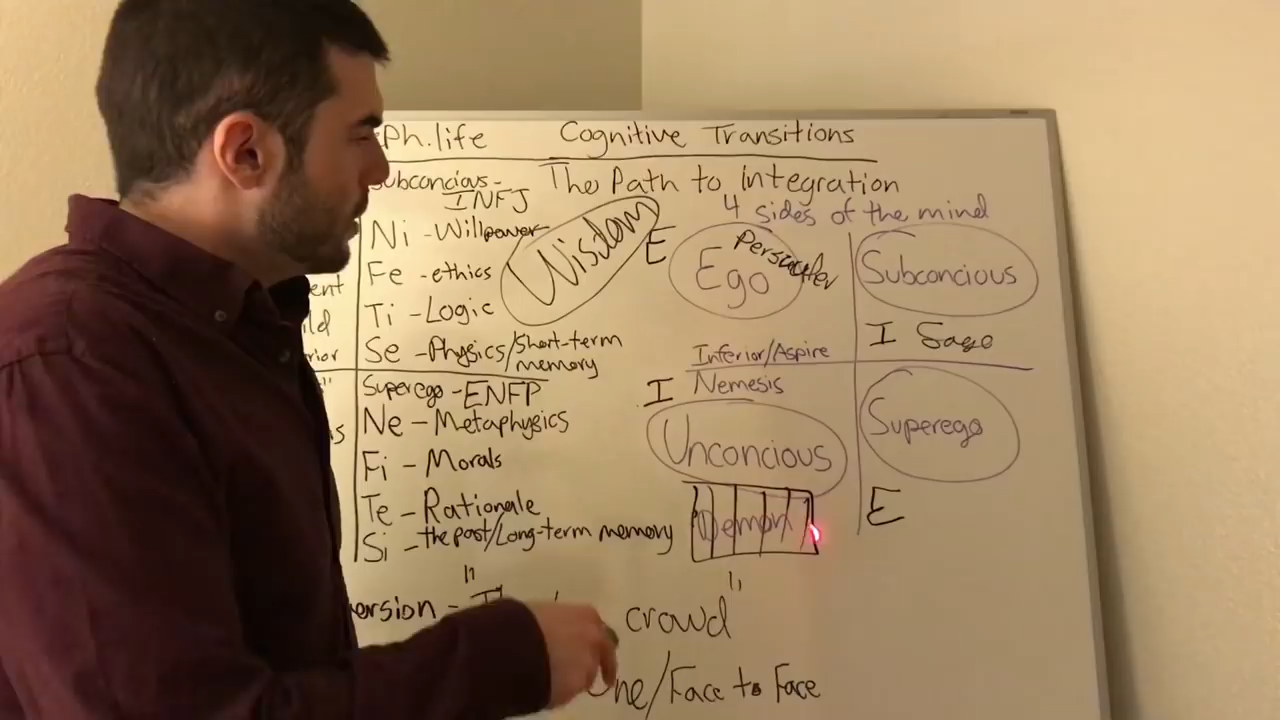 Ph.life Cognitive Transitions
Subconcious- The Path to Integration
INFJ
4 sides of the mind
Ni - Willpower
Fe - ethics
Ti - Logic
Se - Physics/Short-term
memory
Wisdom
E Ego
Persuader
Subconcious
I Sage
Inferior/Aspire
Superego - ENFP
Ne - Metaphysics
Fi - Morals
Te - Rationale
Si - the past/Long-term memory
I Nemesis
Unconcious
Demon
Superego
E
ersion - crowd"
One/Face to Face